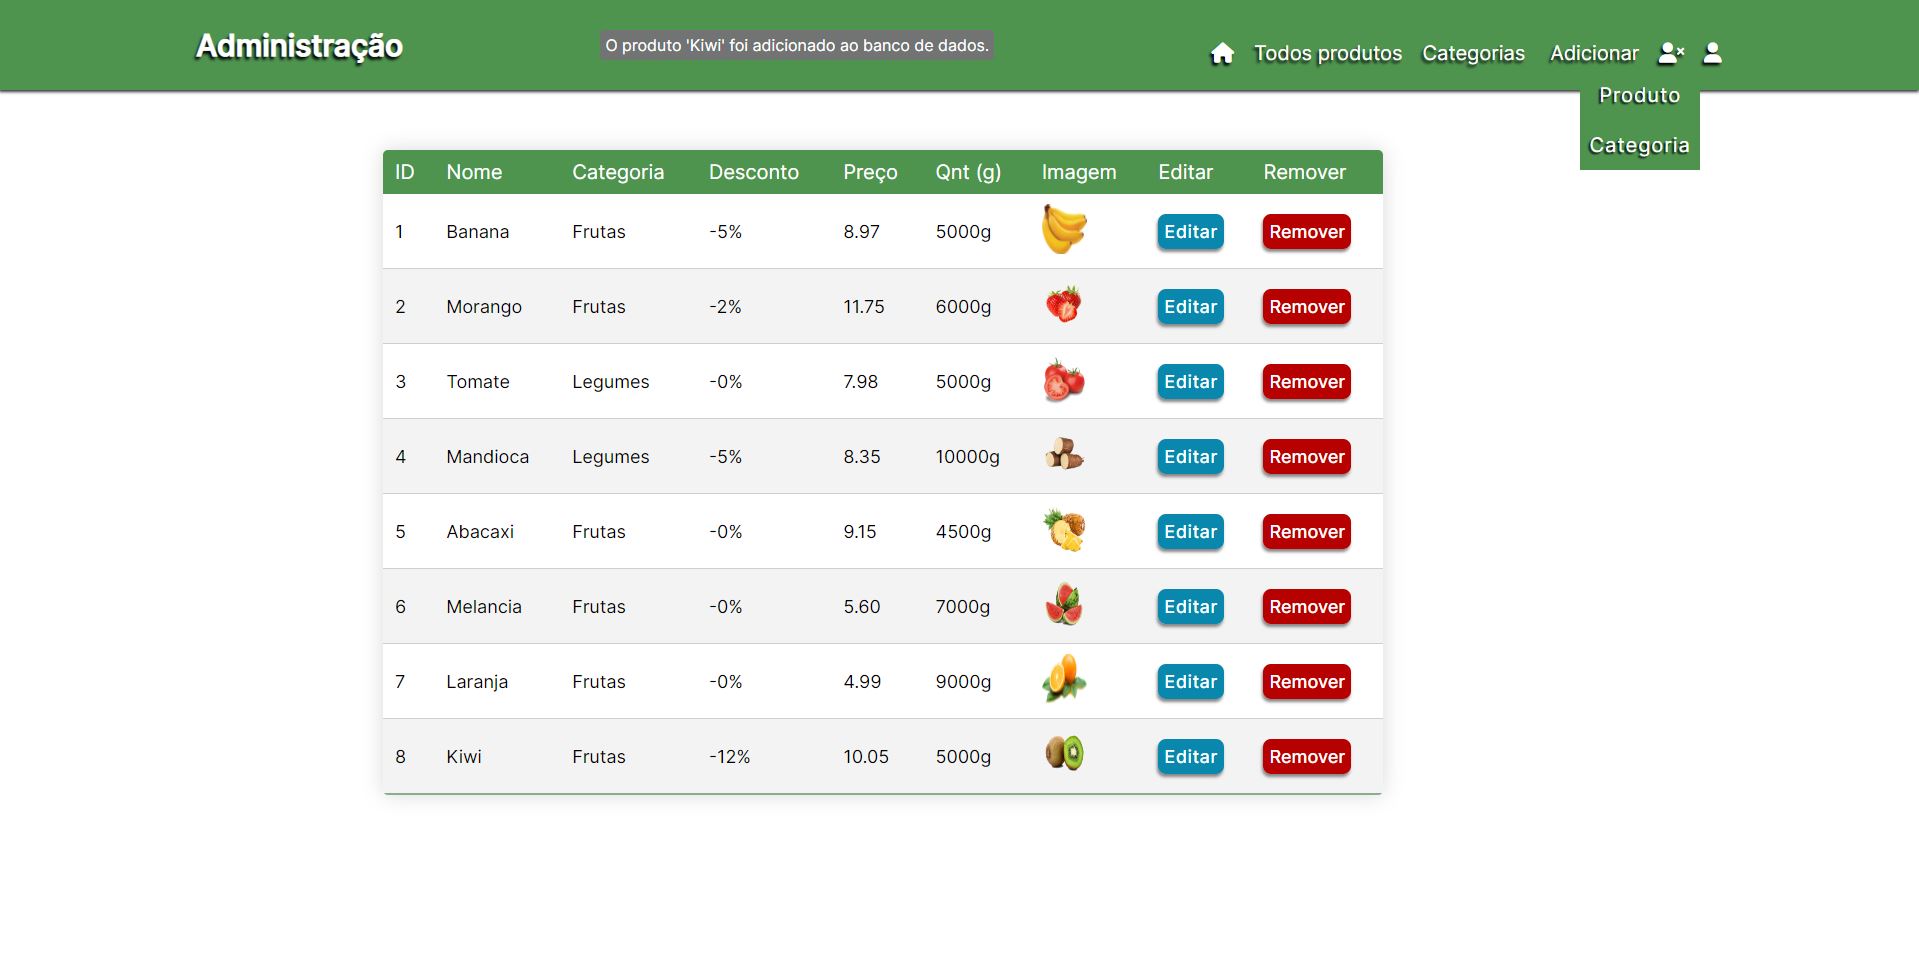 Administração
O produto 'Kiwi' foi adicionado ao banco de dados.
Todos produtos Categorias Adicionar
Produto
Categoria
ID Nome Categoria Desconto Preço Qnt (g) Imagem Editar Remover
1 Banana Frutas -5% 8.97 5000g Editar Remover
2 Morango Frutas -2% 11.75 6000g Editar Remover
3 Tomate Legumes -0% 7.98 5000g Editar Remover
4 Mandioca Legumes -5% 8.35 10000g Editar Remover
5 Abacaxi Frutas -0% 9.15 4500g Editar Remover
6 Melancia Frutas -0% 5.60 7000g Editar Remover
7 Laranja Frutas -0% 4.99 9000g Editar Remover
8 Kiwi Frutas -12% 10.05 5000g Editar Remover